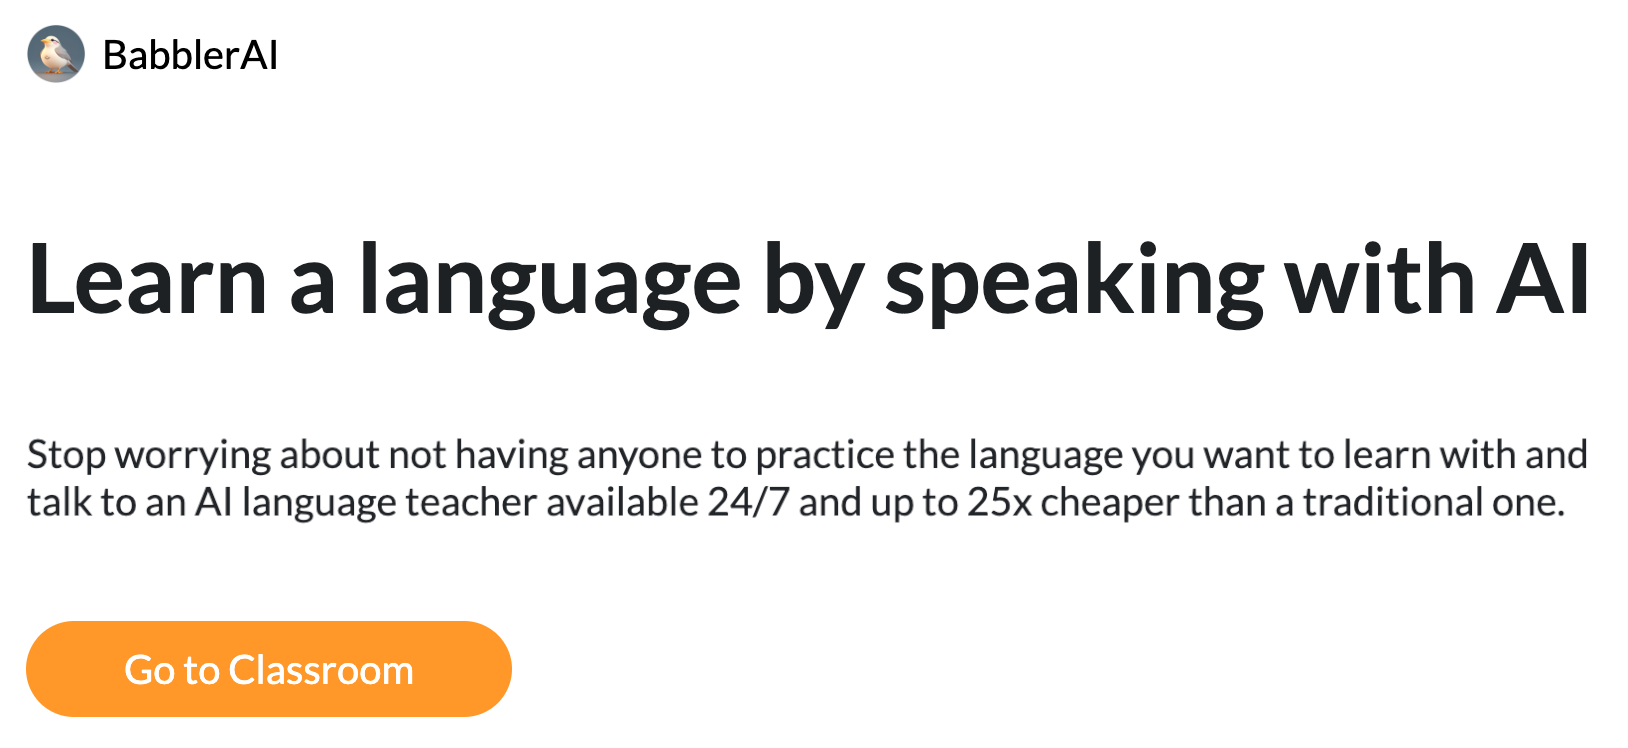 BabblerAI
Learn a language by speaking with AI
Stop worrying about not having anyone to practice the language you want to learn with and
talk to an AI language teacher available 24/7 and up to 25x cheaper than a traditional one.
Go to Classroom